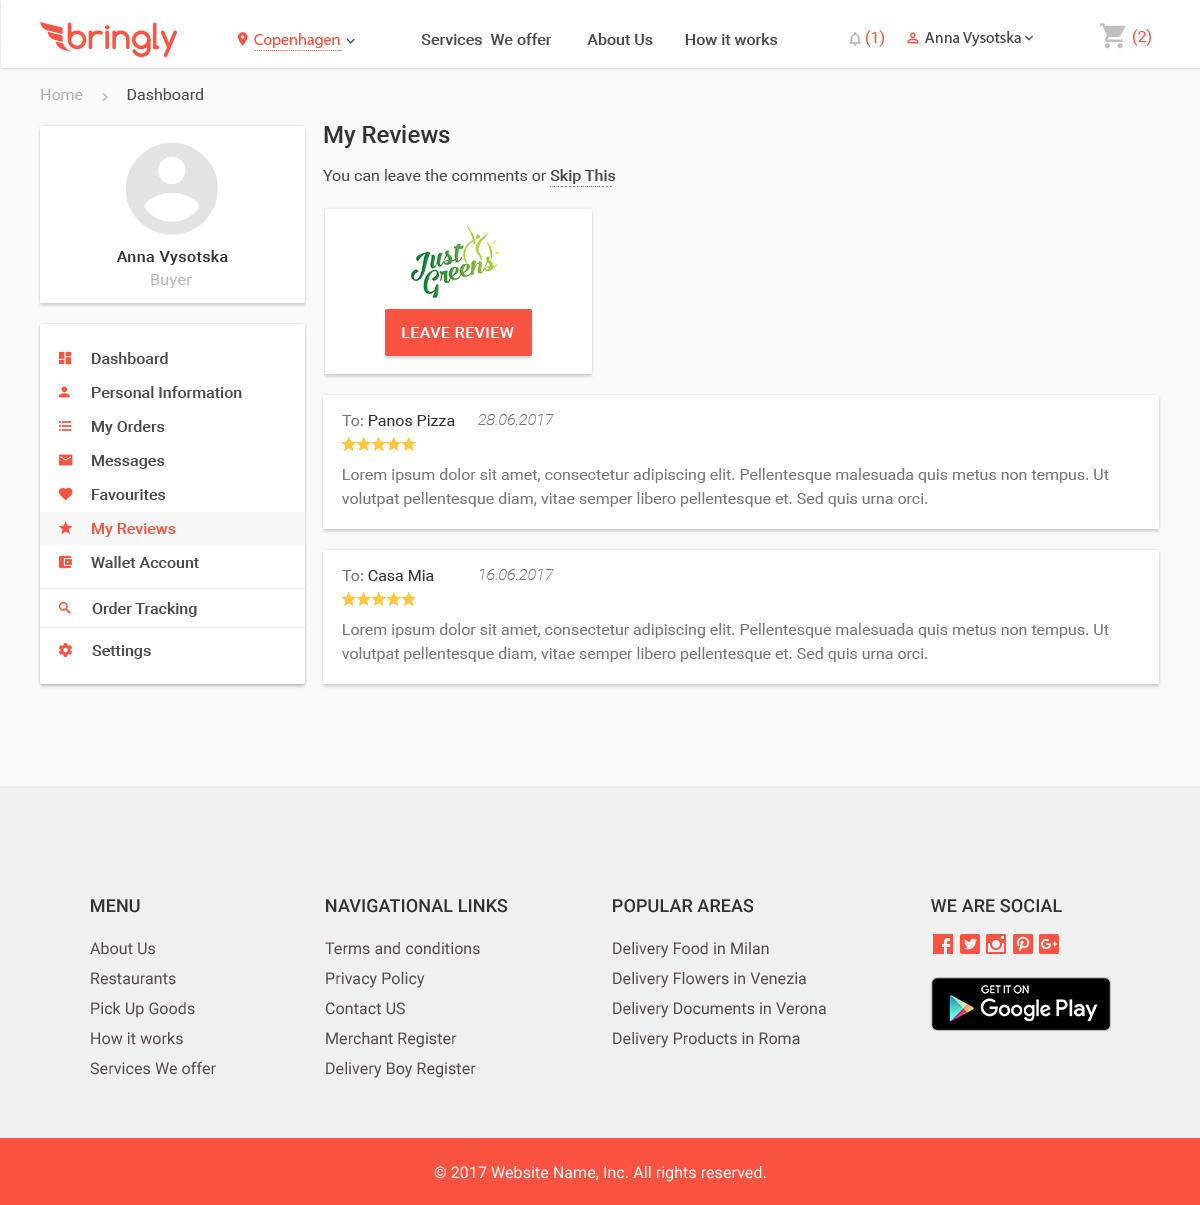 bringly
Copenhagen
Services We offer
About Us
How it works
(1)
Anna Vysotska
(2)
Home
Dashboard
Anna Vysotska
Buyer
Dashboard
Personal Information
My Orders
Messages
Favourites
My Reviews
Wallet Account
Order Tracking
Settings
My Reviews
You can leave the comments or Skip This
Just
Greens
LEAVE REVIEW
To: Panos Pizza 28.06.2017
Lorem ipsum dolor sit amet, consectetur adipiscing elit. Pellentesque malesuada quis metus non tempus. Ut
volutpat pellentesque diam, vitae semper libero pellentesque et. Sed quis urna orci.
To: Casa Mia 16.06.2017
Lorem ipsum dolor sit amet, consectetur adipiscing elit. Pellentesque malesuada quis metus non tempus. Ut
volutpat pellentesque diam, vitae semper libero pellentesque et. Sed quis urna orci.
MENU
About Us
Restaurants
Pick Up Goods
How it works
Services We offer
NAVIGATIONAL LINKS
Terms and conditions
Privacy Policy
Contact US
Merchant Register
Delivery Boy Register
POPULAR AREAS
Delivery Food in Milan
Delivery Flowers in Venezia
Delivery Documents in Verona
Delivery Products in Roma
WE ARE SOCIAL
G+
GET IT ON
Google Play
© 2017 Website Name, Inc. All rights reserved.